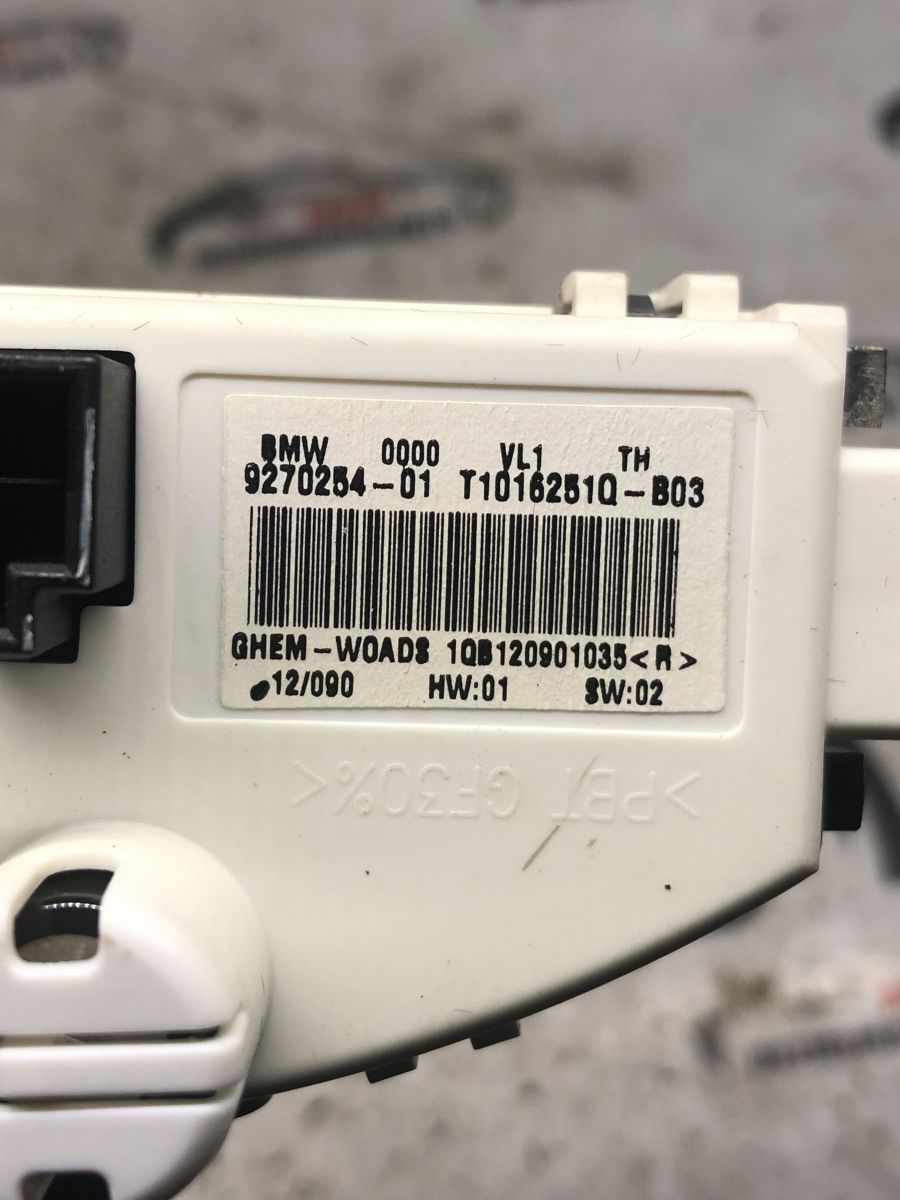 BMW 0000 VL1 TH
9270254-01 T1016251Q-B03
GHEM-WOADS 1QB120901035<R>
12/090 HW:01 SW:02
>PBT GF30%<